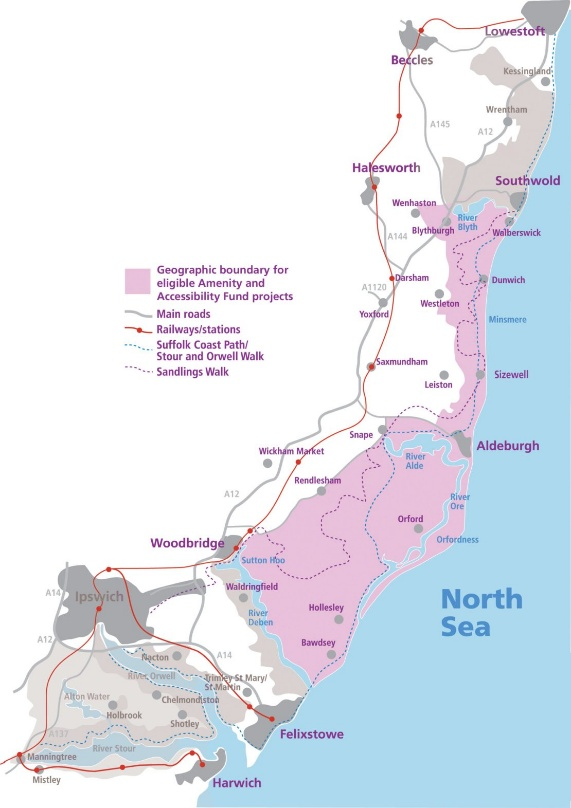 Lowestoft
Beccles
Kessingland
Wrentham
A145
A12
Halesworth
Southwold
Wenhaston
River
Blyth
Blythburgh
Walberswick
A144
Geographic boundary for
eligible Amenity and
Accessibility Fund projects
Main roads
Railways/stations
Suffolk Coast Path/
Stour and Orwell Walk
Sandlings Walk
Darsham
Dunwich
A1120
Westleton
Yoxford
Minsmere
Saxmundham
Leiston
Sizewell
Snape
Aldeburgh
Wickham Market
River
Alde
Rendlesham
A12
River
Ore
Orford
Orfordness
Woodbridge
Sutton Hoo
A14
Ipswich
Waldringfield
River
Deben
Hollesley
North
Sea
A12
Bawdsey
Nacton
A14
River Orwell
Trimley St Mary/
St Martin
Alton Water
Chelmondiston
Holbrook
Shotley
A137
Felixstowe
River Stour
Manningtree
Mistley
Harwich